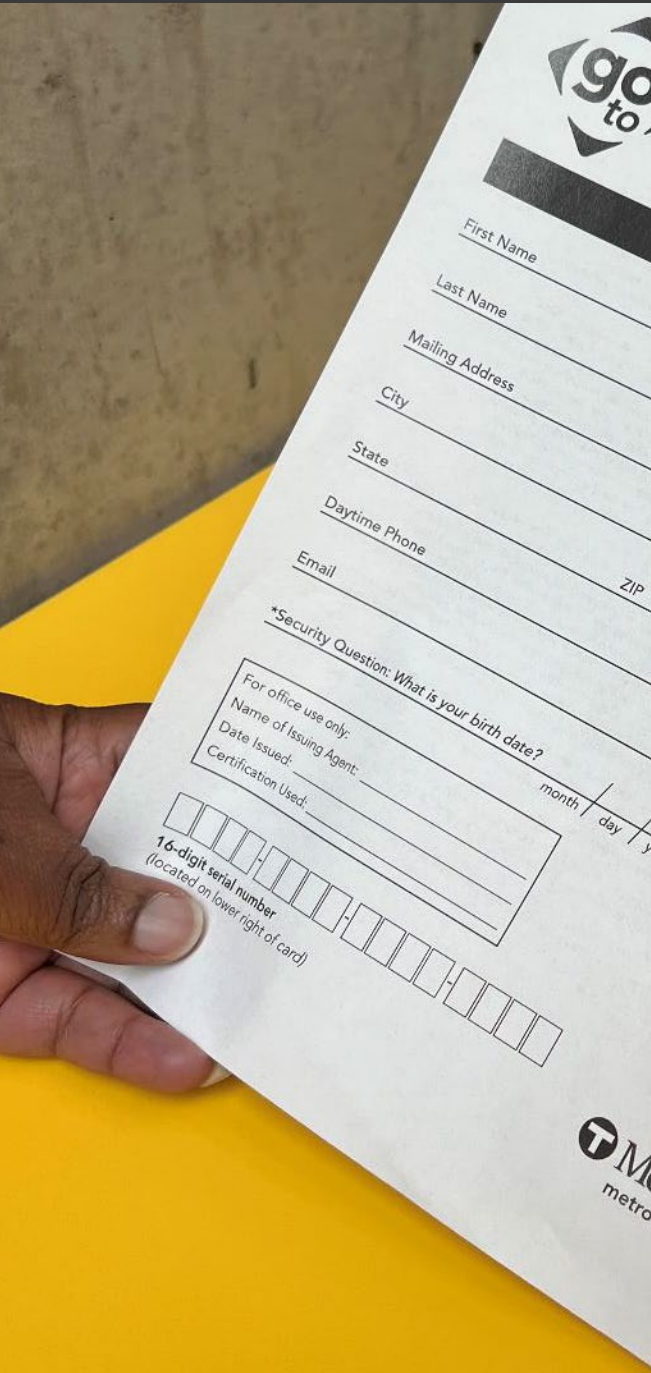 go
to
First Name
Last Name
Mailing Address
City
State
ZIP
Daytime Phone
Email
*Security Question: What is your birth date?
month / day /
For office use only:
Name of Issuing Agent:
Date Issued:
Certification Used:
16-digit serial number
(located on lower right of card)
T
metro